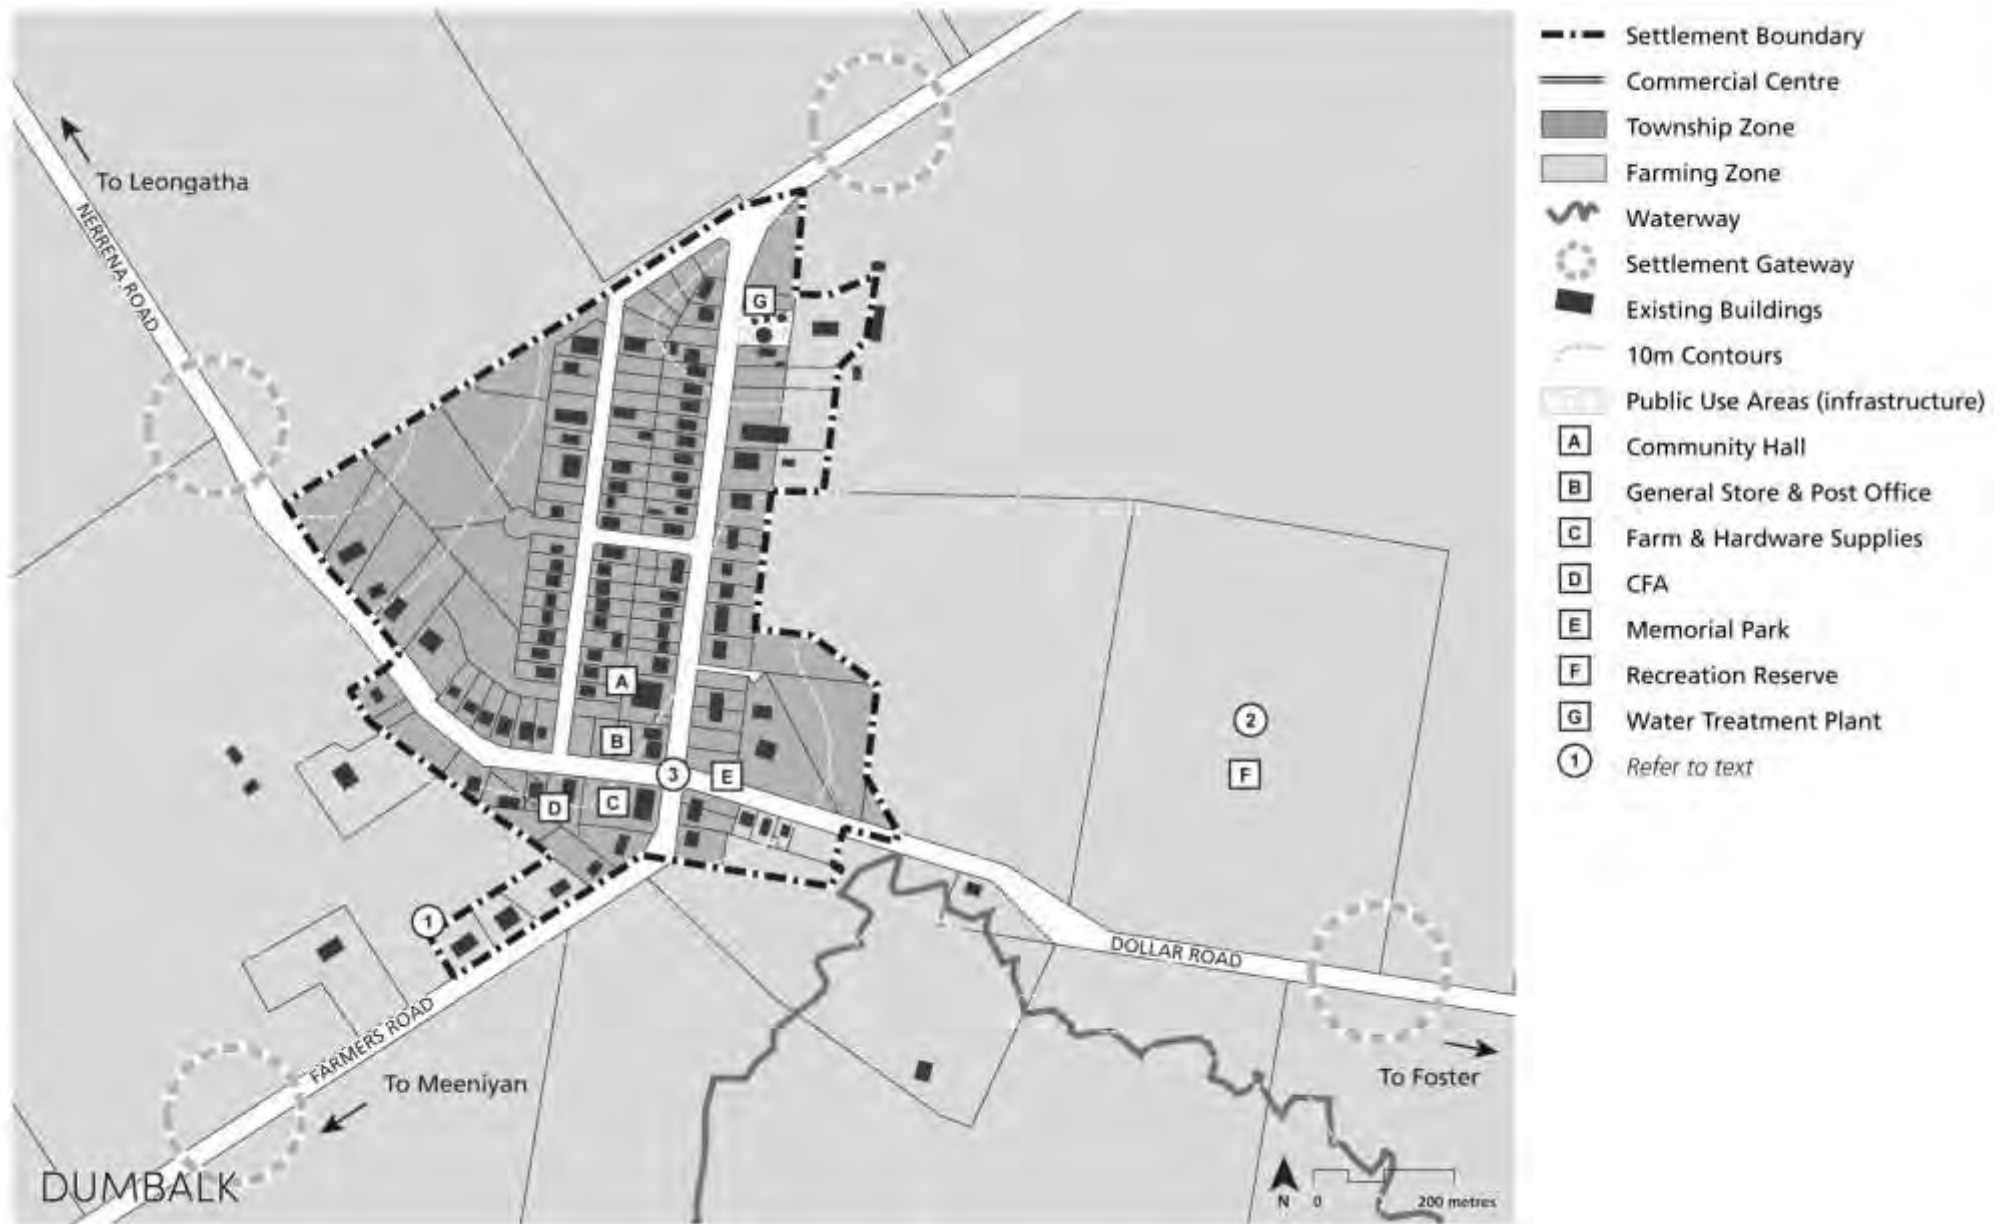 To Leongatha
NERRENA ROAD
G
A
B
3
E
D
C
2
F
1
DOLLAR ROAD
FARMERS ROAD
To Meeniyan
To Foster
DUMBALK
N
0
200 metres
Settlement Boundary
Commercial Centre
Township Zone
Farming Zone
Waterway
Settlement Gateway
Existing Buildings
10m Contours
Public Use Areas (infrastructure)
A Community Hall
B General Store & Post Office
C Farm & Hardware Supplies
D CFA
E Memorial Park
F Recreation Reserve
G Water Treatment Plant
1 Refer to text